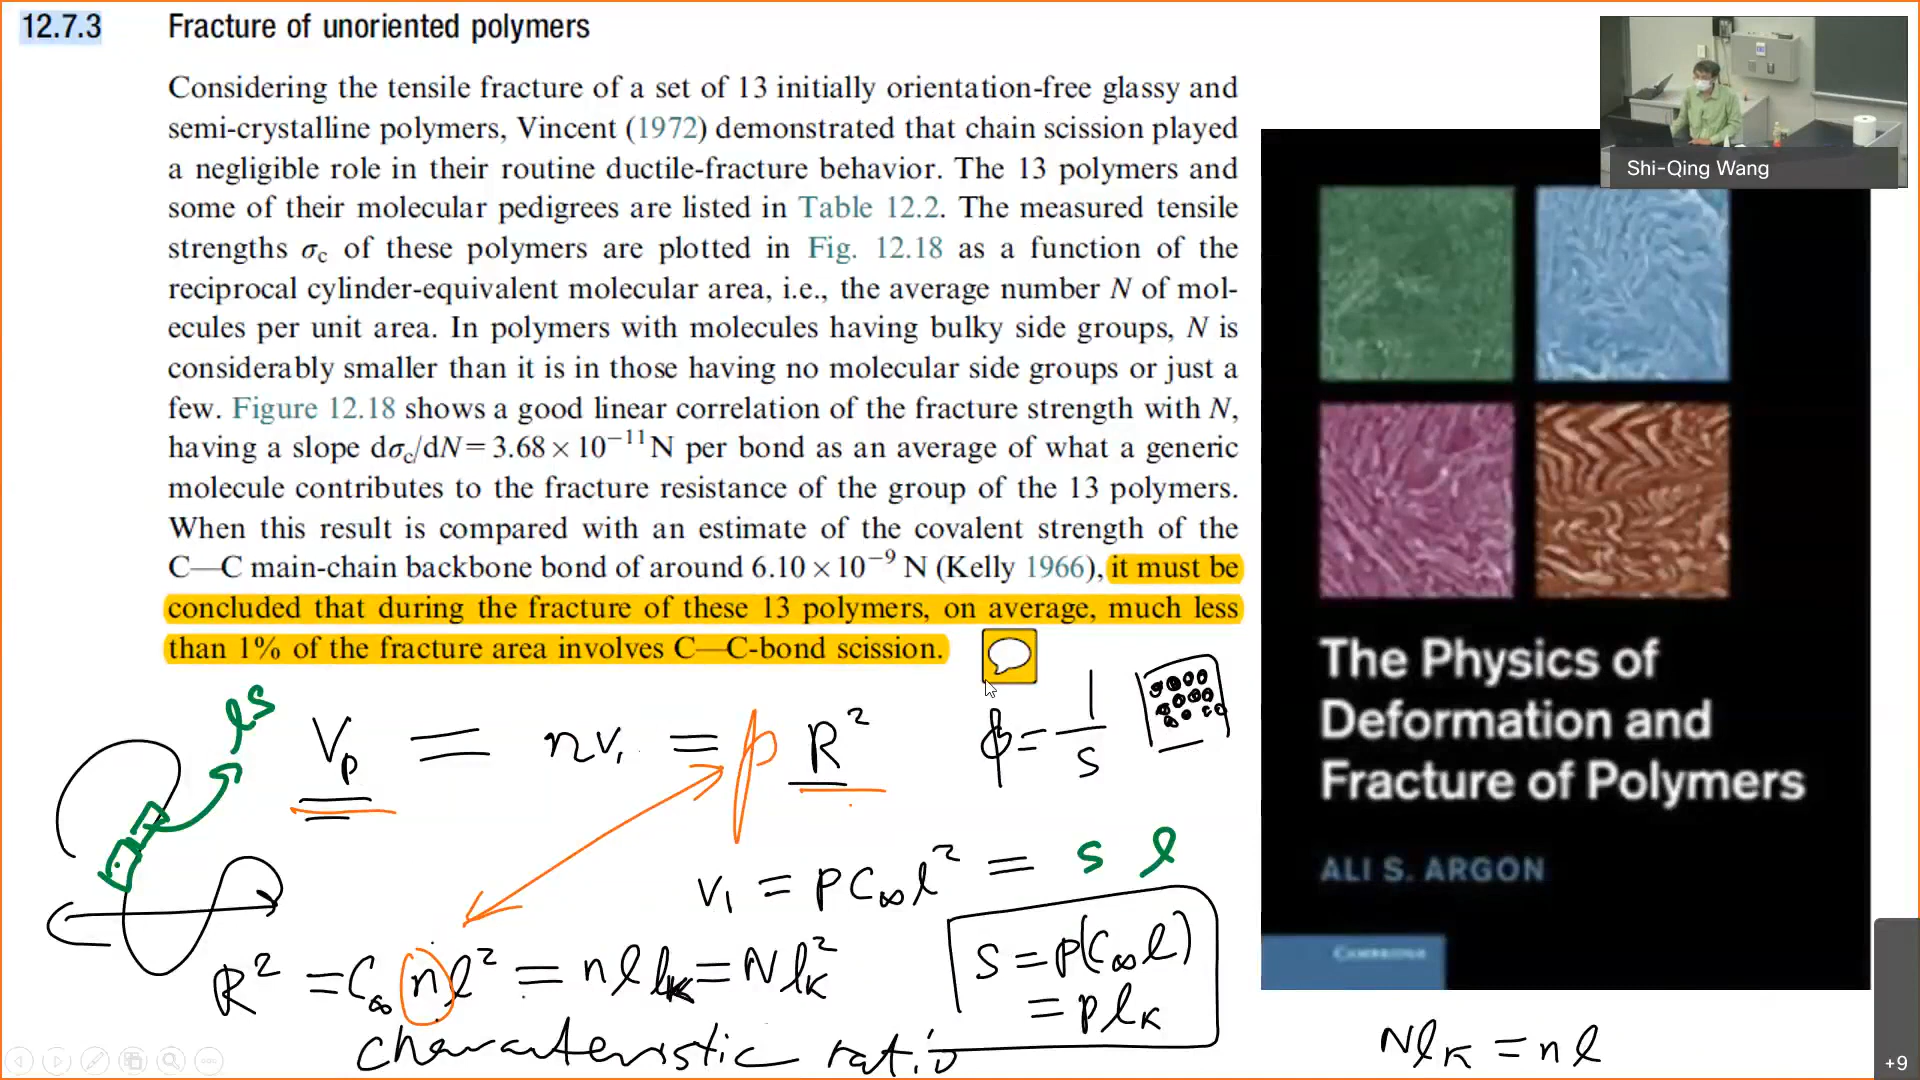 12.7.3 Fracture of unoriented polymers
Considering the tensile fracture of a set of 13 initially orientation-free glassy and
semi-crystalline polymers, Vincent (1972) demonstrated that chain scission played
a negligible role in their routine ductile-fracture behavior. The 13 polymers and
some of their molecular pedigrees are listed in Table 12.2. The measured tensile
strengths σc of these polymers are plotted in Fig. 12.18 as a function of the
reciprocal cylinder-equivalent molecular area, i.e., the average number N of mol-
ecules per unit area. In polymers with molecules having bulky side groups, N is
considerably smaller than it is in those having no molecular side groups or just a
few. Figure 12.18 shows a good linear correlation of the fracture strength with N,
having a slope dσc/dN=3.68×10⁻¹¹N per bond as an average of what a generic
molecule contributes to the fracture resistance of the group of the 13 polymers.
When this result is compared with an estimate of the covalent strength of the
C—C main-chain backbone bond of around 6.10×10⁻⁹ N (Kelly 1966), it must be
concluded that during the fracture of these 13 polymers, on average, much less
than 1% of the fracture area involves C—C-bond scission.
Shi-Qing Wang
The Physics of
Deformation and
Fracture of Polymers
ALI S. ARGON
CAMBRIDGE
ls
Vp = nv₁ = p R²
ϕ = 1/s
v₁ = pC∞l² = s l
R² = C∞ nl² = nl lK = NlK²
s = p(C∞l)
= plK
characteristic ratio
NlK = nl
+9